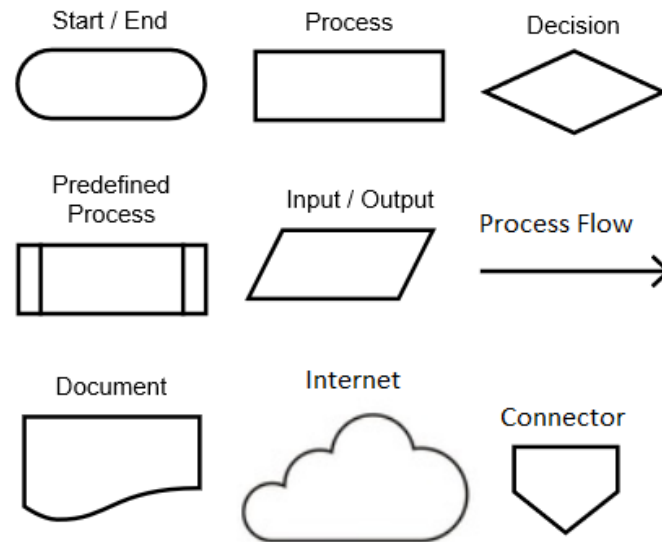 Start / End
Process
Decision
Predefined
Process
Input / Output
Process Flow
Document
Internet
Connector